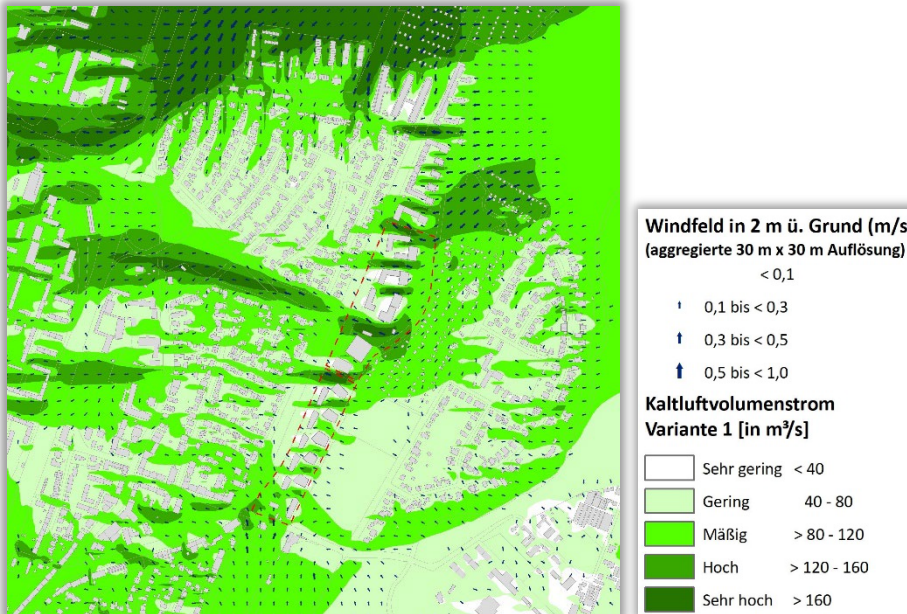 Windfeld in 2 m ü. Grund (m/s
(aggregierte 30 m x 30 m Auflösung)
< 0,1
0,1 bis < 0,3
0,3 bis < 0,5
0,5 bis < 1,0
Kaltluftvolumenstrom
Variante 1 [in m³/s]
Sehr gering < 40
Gering 40 - 80
Mäßig > 80 - 120
Hoch > 120 - 160
Sehr hoch > 160